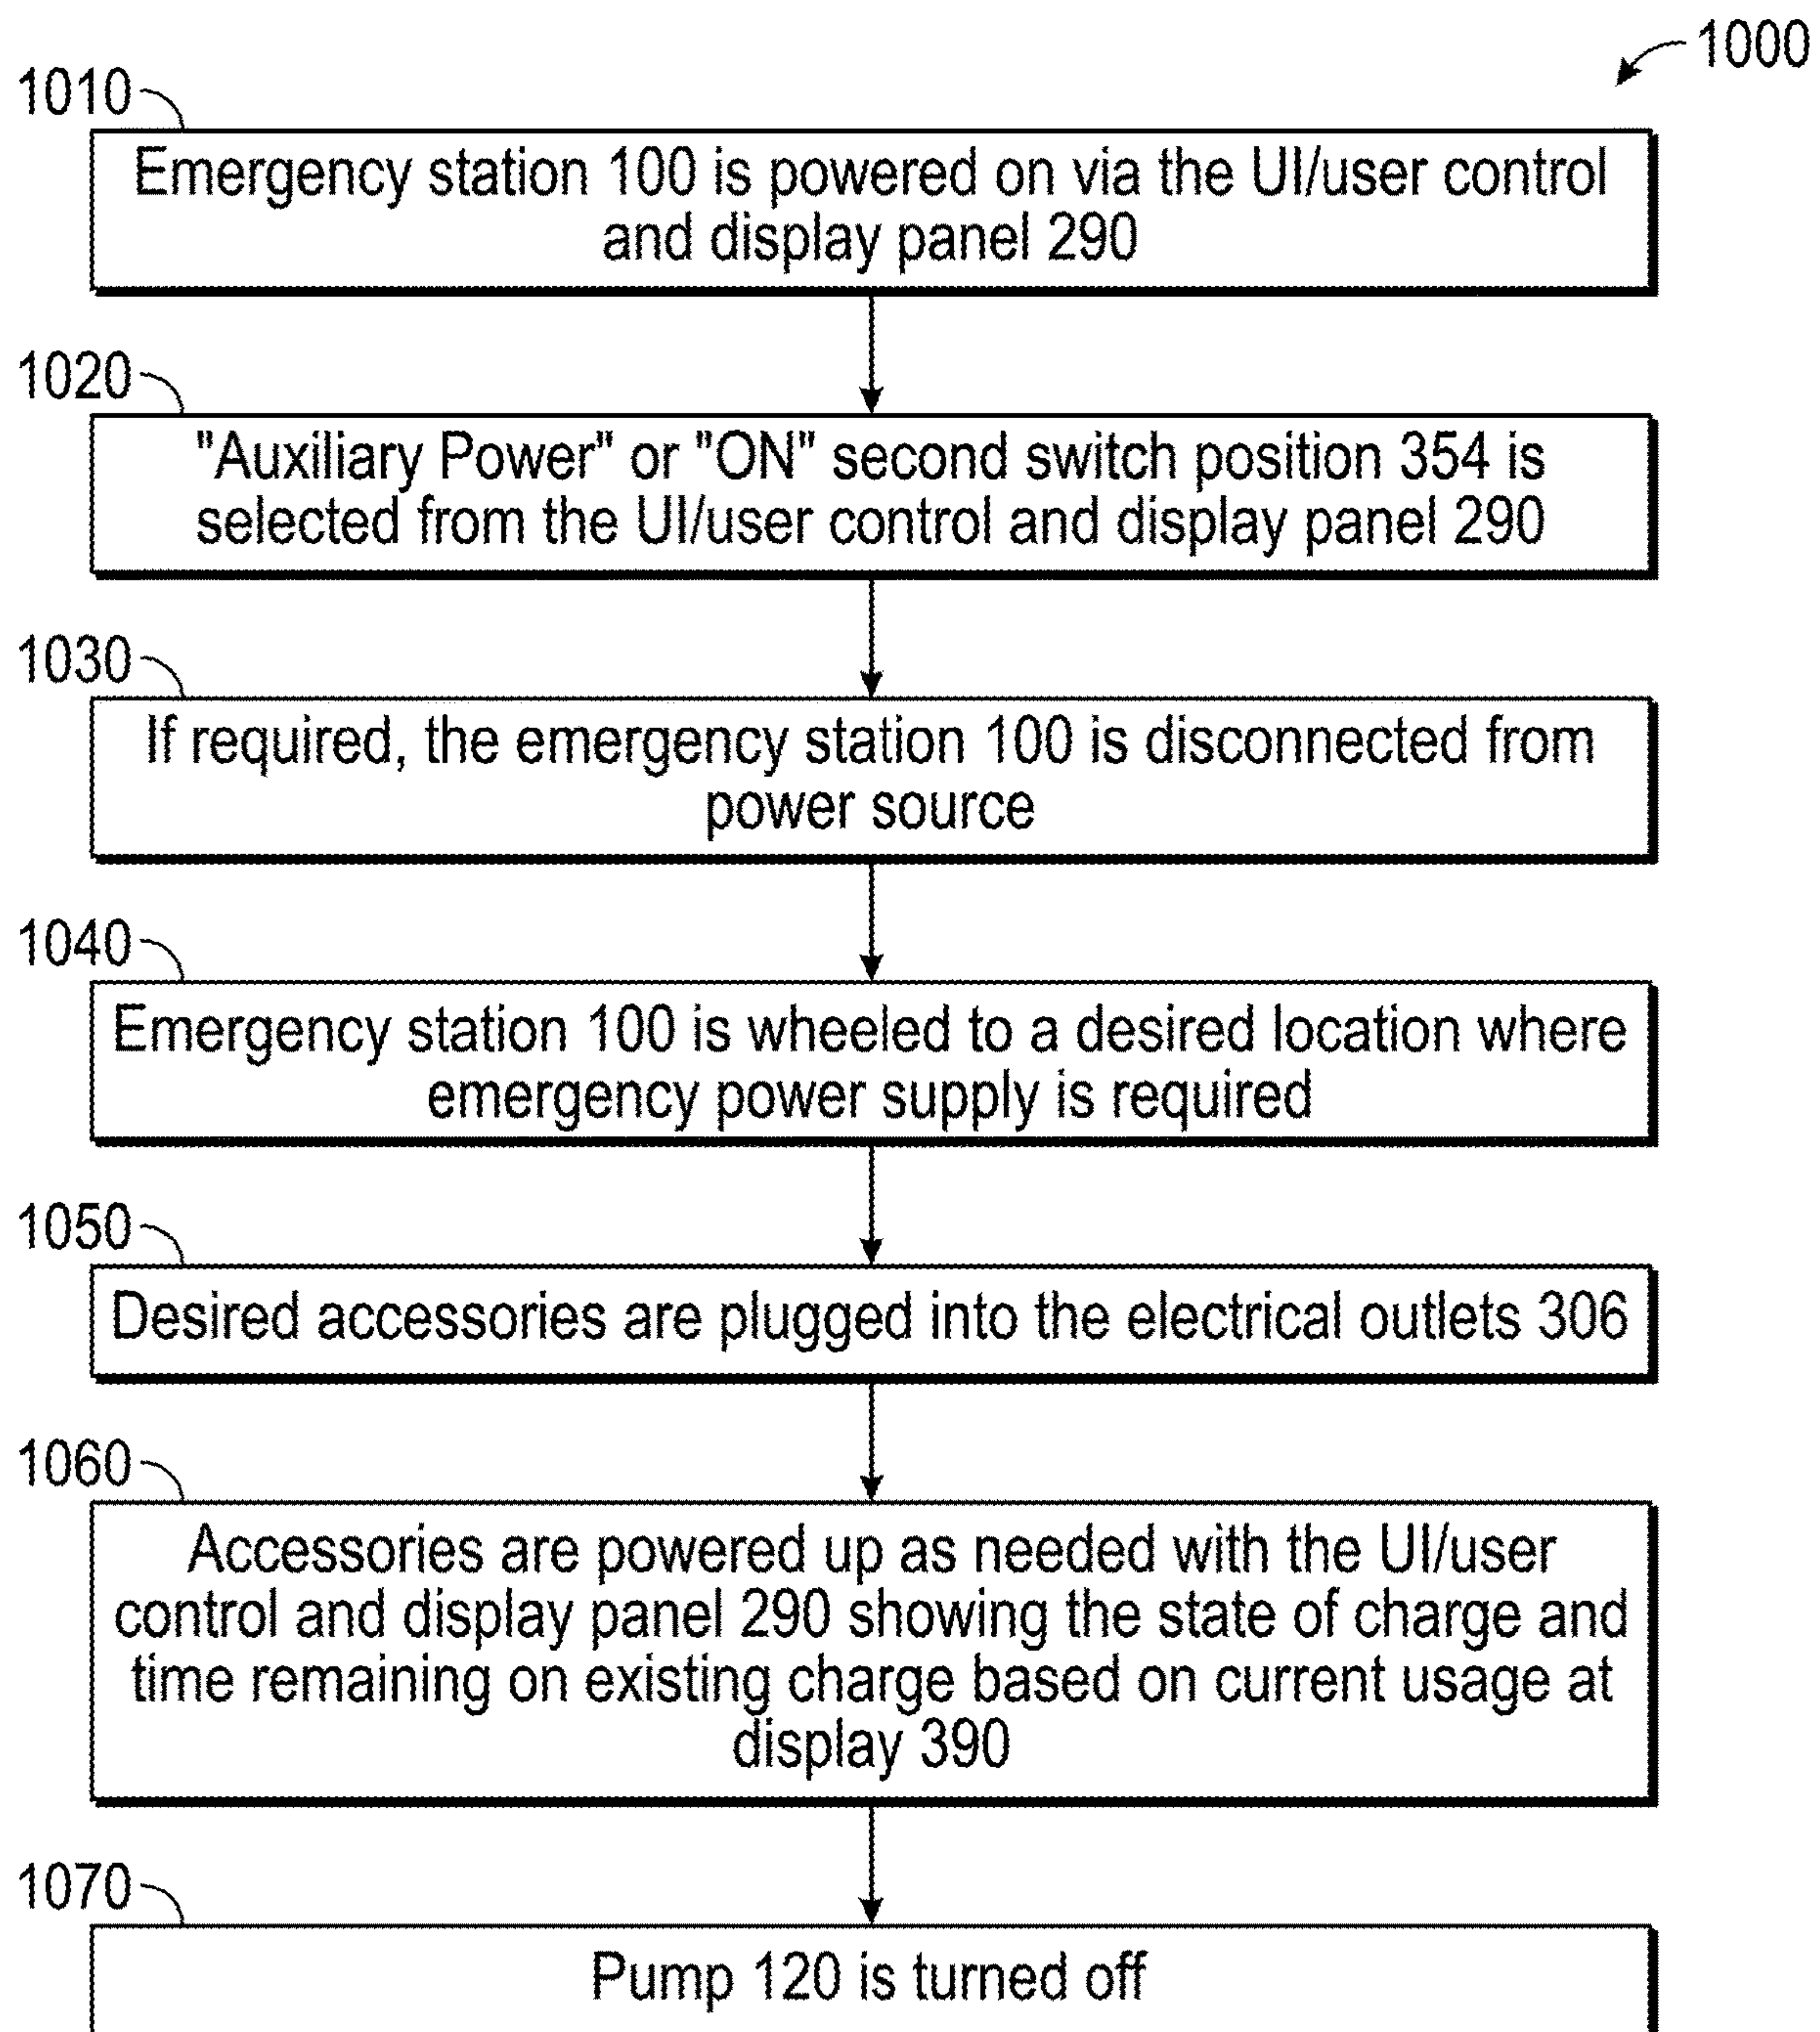 1000
1010
Emergency station 100 is powered on via the UI/user control
and display panel 290
1020
"Auxiliary Power" or "ON" second switch position 354 is
selected from the UI/user control and display panel 290
1030
If required, the emergency station 100 is disconnected from
power source
1040
Emergency station 100 is wheeled to a desired location where
emergency power supply is required
1050
Desired accessories are plugged into the electrical outlets 306
1060
Accessories are powered up as needed with the UI/user
control and display panel 290 showing the state of charge and
time remaining on existing charge based on current usage at
display 390
1070
Pump 120 is turned off